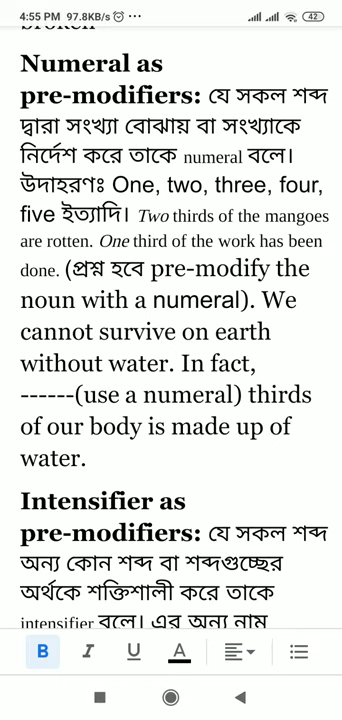 4:55 PM 97.8KB/s 42
broken
Numeral as
pre-modifiers: যে সকল শব্দ
দ্বারা সংখ্যা বোঝায় বা সংখ্যাকে
নির্দেশ করে তাকে numeral বলে।
উদাহরণঃ One, two, three, four,
five ইত্যাদি। Two thirds of the mangoes
are rotten. One third of the work has been
done. (প্রশ্ন হবে pre-modify the
noun with a numeral). We
cannot survive on earth
without water. In fact,
------(use a numeral) thirds
of our body is made up of
water.
Intensifier as
pre-modifiers: যে সকল শব্দ
অন্য কোন শব্দ বা শব্দগুচ্ছের
অর্থকে শক্তিশালী করে তাকে
intensifier বলে। এর অন্য নাম
B I U A